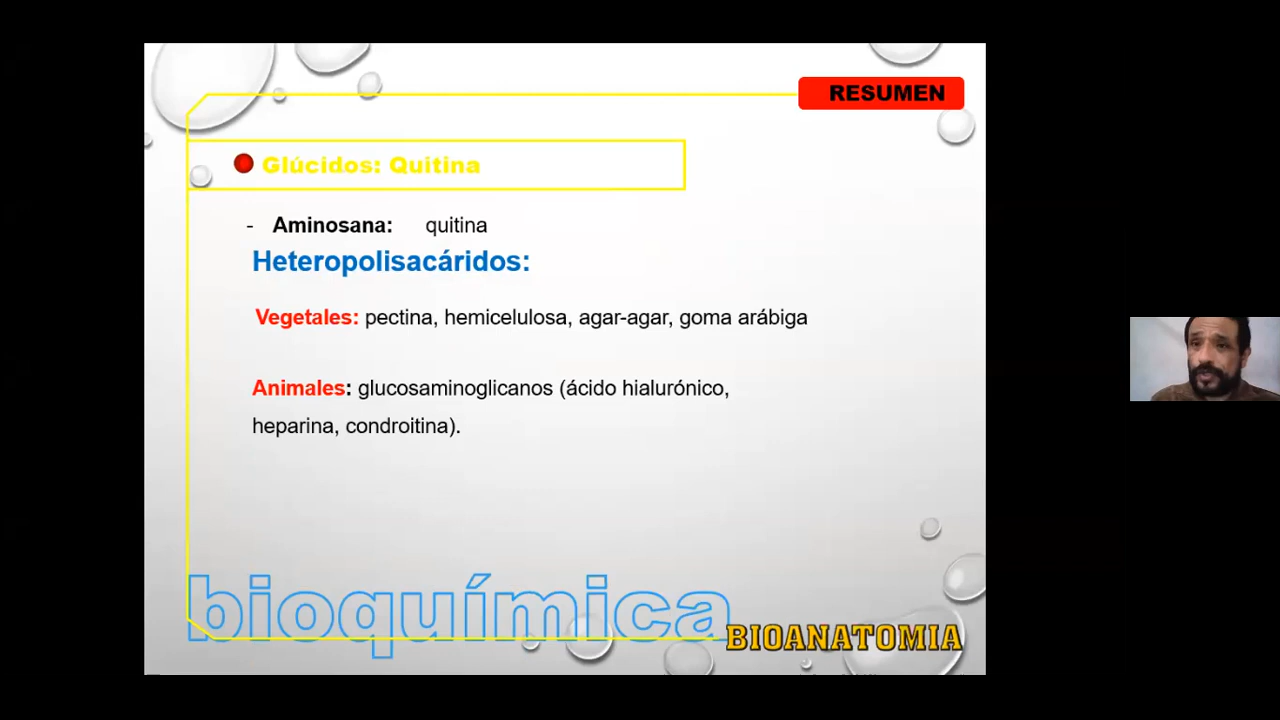 RESUMEN
Glúcidos: Quitina
- Aminosana: quitina
Heteropolisacáridos:
Vegetales: pectina, hemicelulosa, agar-agar, goma arábiga
Animales: glucosaminoglicanos (ácido hialurónico,
heparina, condroitina).
bioquímica
BIOANATOMIA